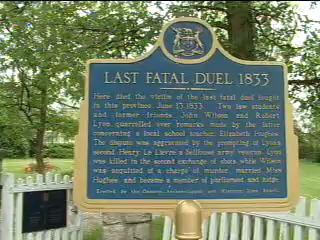 LAST FATAL DUEL 1833
Here died the victim of the last fatal duel fought
in this province June 13, 1833. Two law students
and former friends John Wilson and Robert
Lyon quarrelled over remarks made by the latter
concerning a local school teacher, Elizabeth Hughes.
The dispute was aggravated by the prompting of Lyon's
second Henry Le Lievre a bellicose army veteran. Lyon
was killed in the second exchange of shots while Wilson
was acquitted of a charge of murder, married Miss
Hughes, and became a member of parliament and judge.
Erected by the Ontario Archaeological and Historic Sites Board.